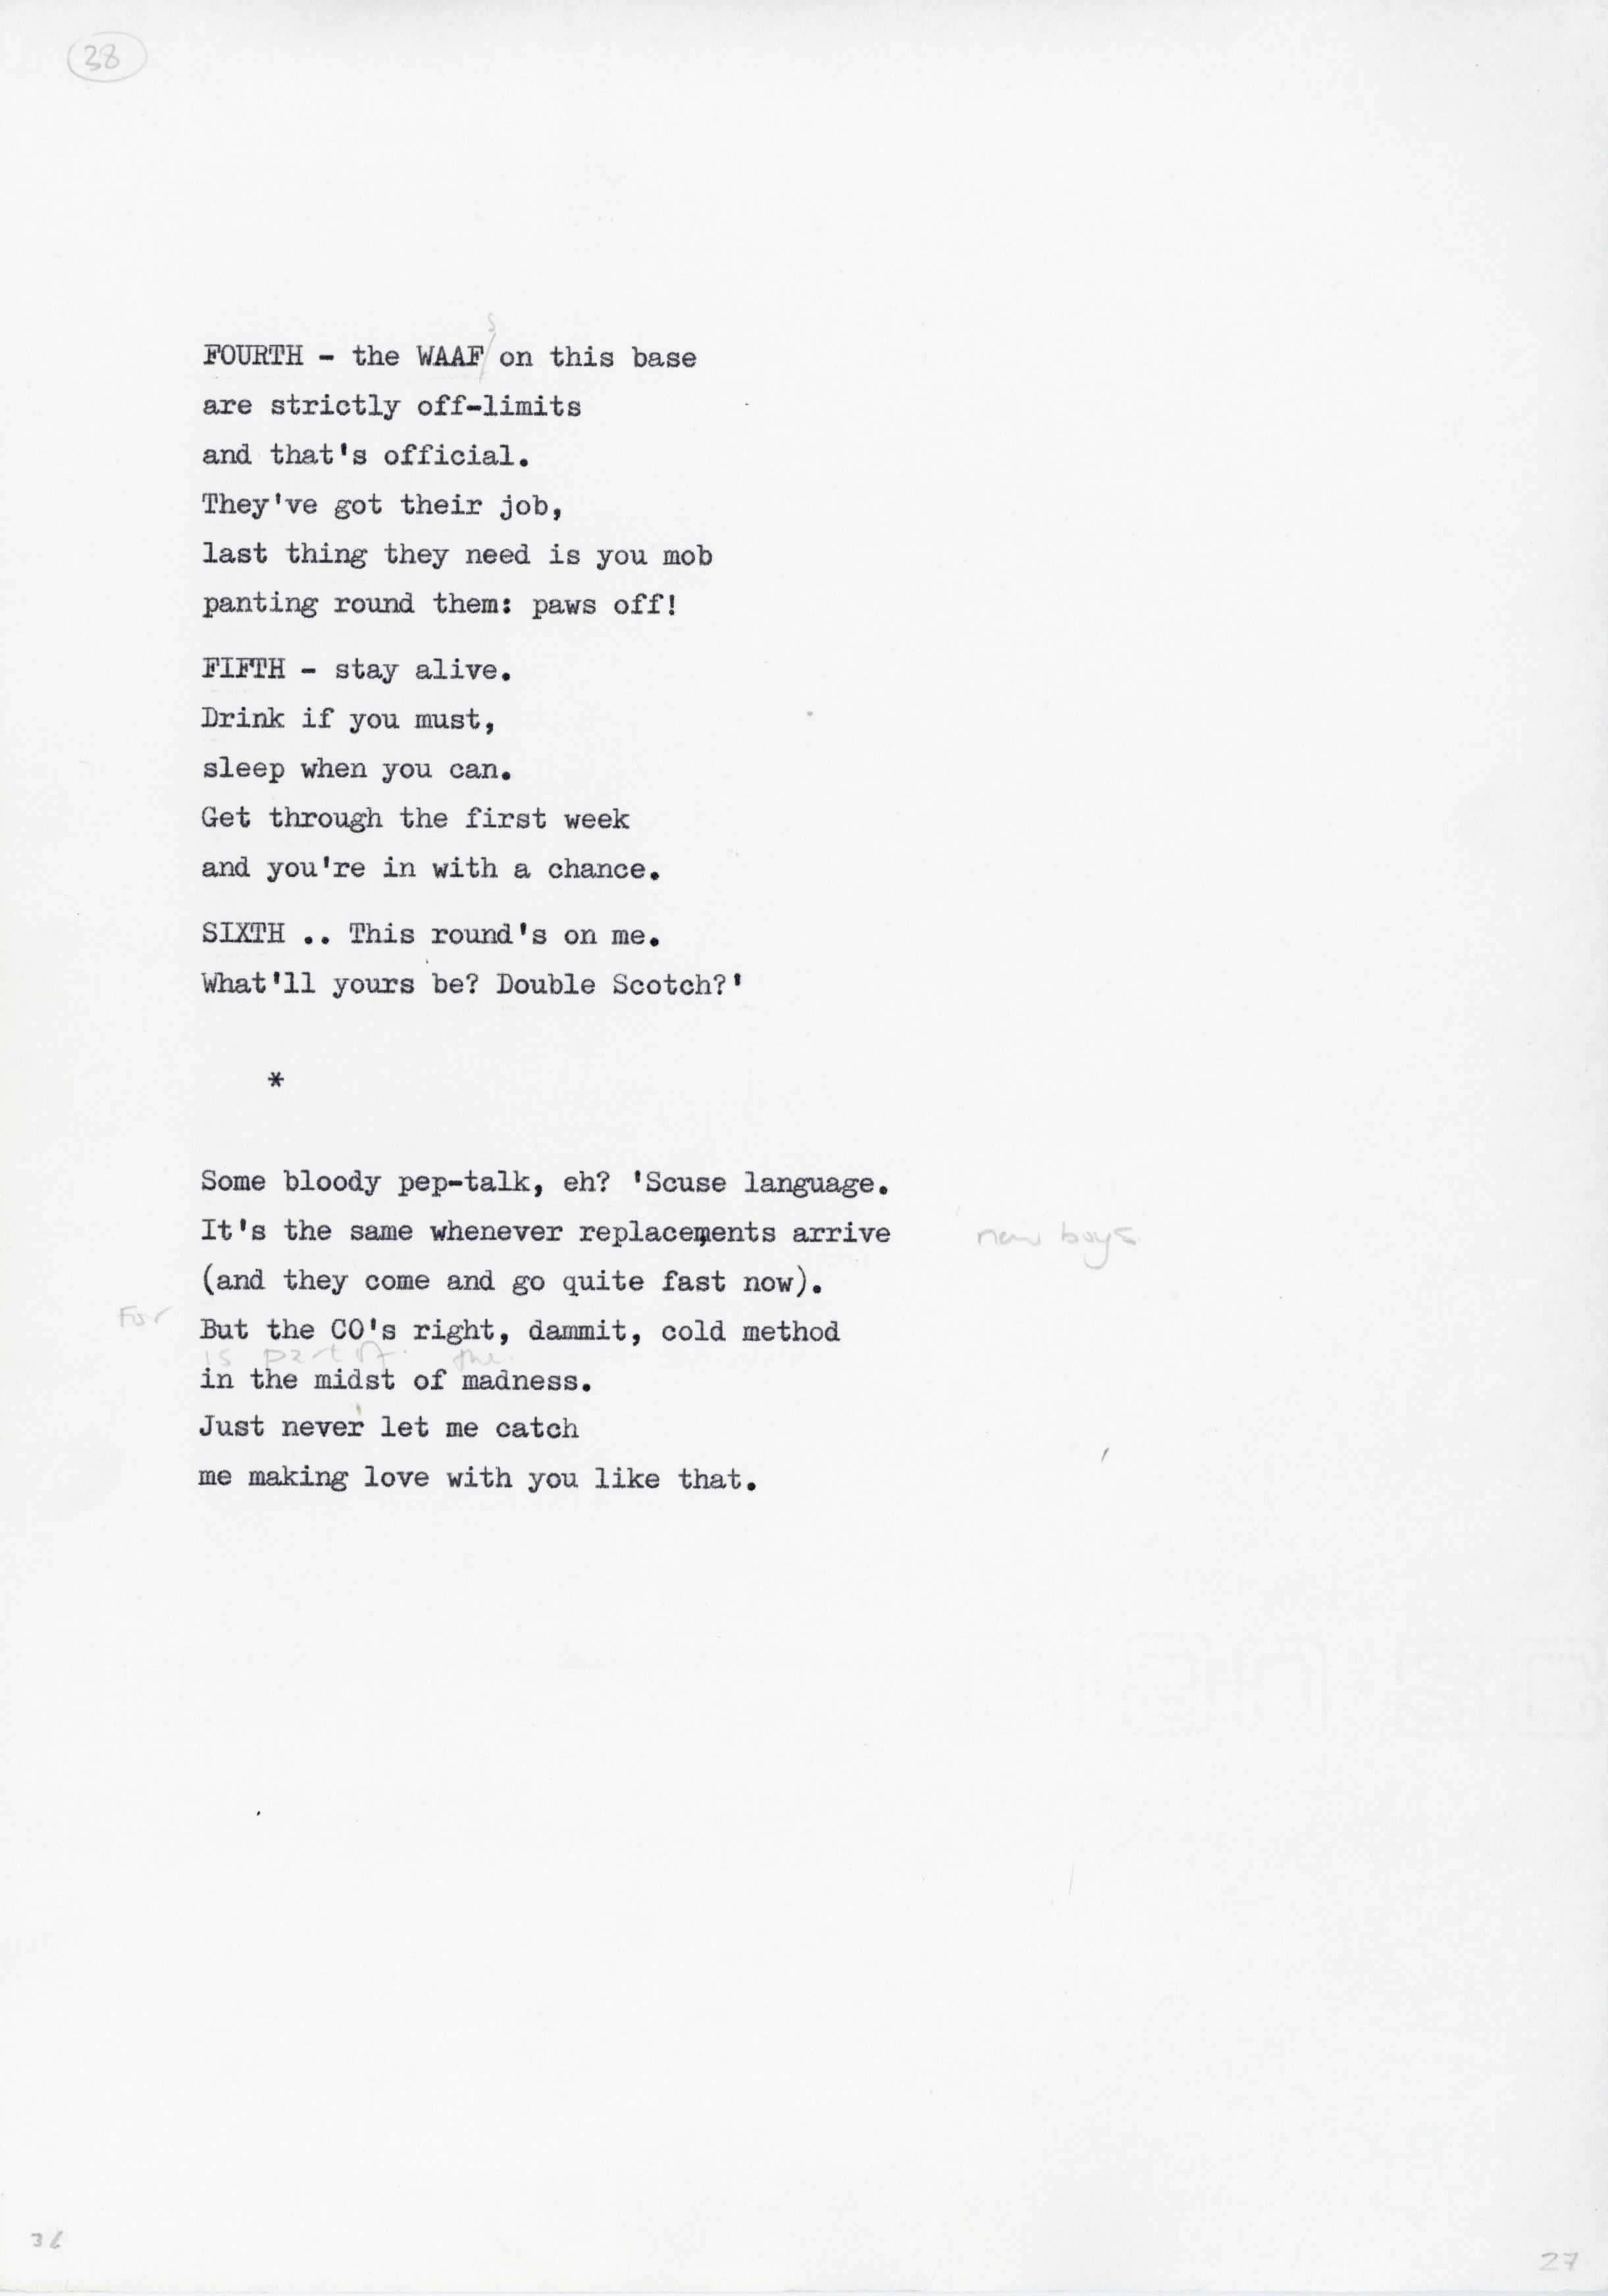 38
s
FOURTH - the WAAF on this base
are strictly off-limits
and that's official.
They've got their job,
last thing they need is you mob
panting round them: paws off!
FIFTH - stay alive.
Drink if you must,
sleep when you can.
Get through the first week
and you're in with a chance.
SIXTH .. This round's on me.
What'll yours be? Double Scotch?'
*
Some bloody pep-talk, eh? 'Scuse language.
It's the same whenever replacements arrive new boys
(and they come and go quite fast now).
For But the CO's right, dammit, cold method
is part of the
in the midst of madness.
Just never let me catch
me making love with you like that.
36
27